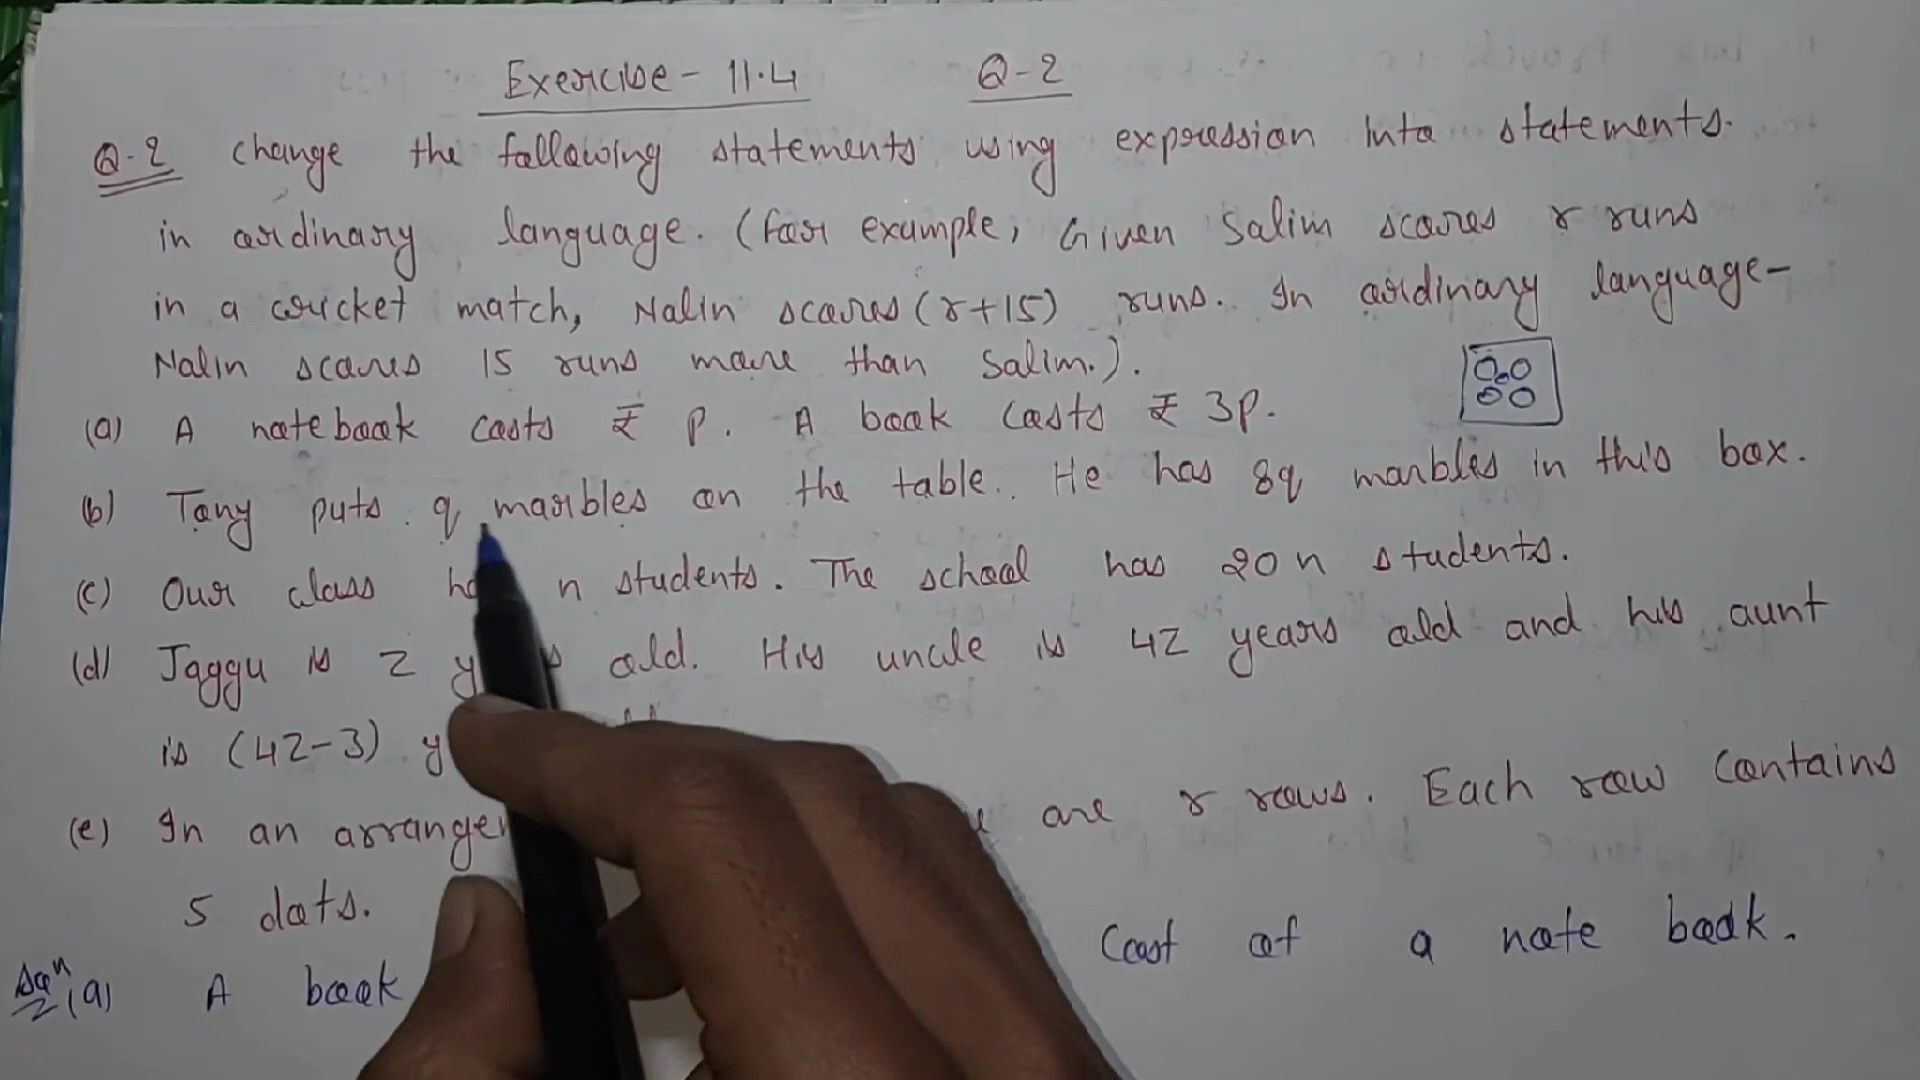 Exercise - 11.4 Q-2
Q.2 change the following statements using expression into statements.
in ordinary language. (for example, Given Salim scores r runs
in a cricket match, Nalin scores (r+15) runs. In ordinary language-
Nalin scores 15 runs more than Salim.).
(a) A notebook costs ₹ p. A book costs ₹ 3p.
(b) Tony puts q marbles on the table. He has 8q marbles in this box.
(c) Our class n students. The school has 20 n students.
(d) Jaggu is z old. His uncle is 4z years old and his aunt
is (4z-3)
(e) In an are r rows. Each row contains
5 dots.
Soln (a) A book Cost of a note book.